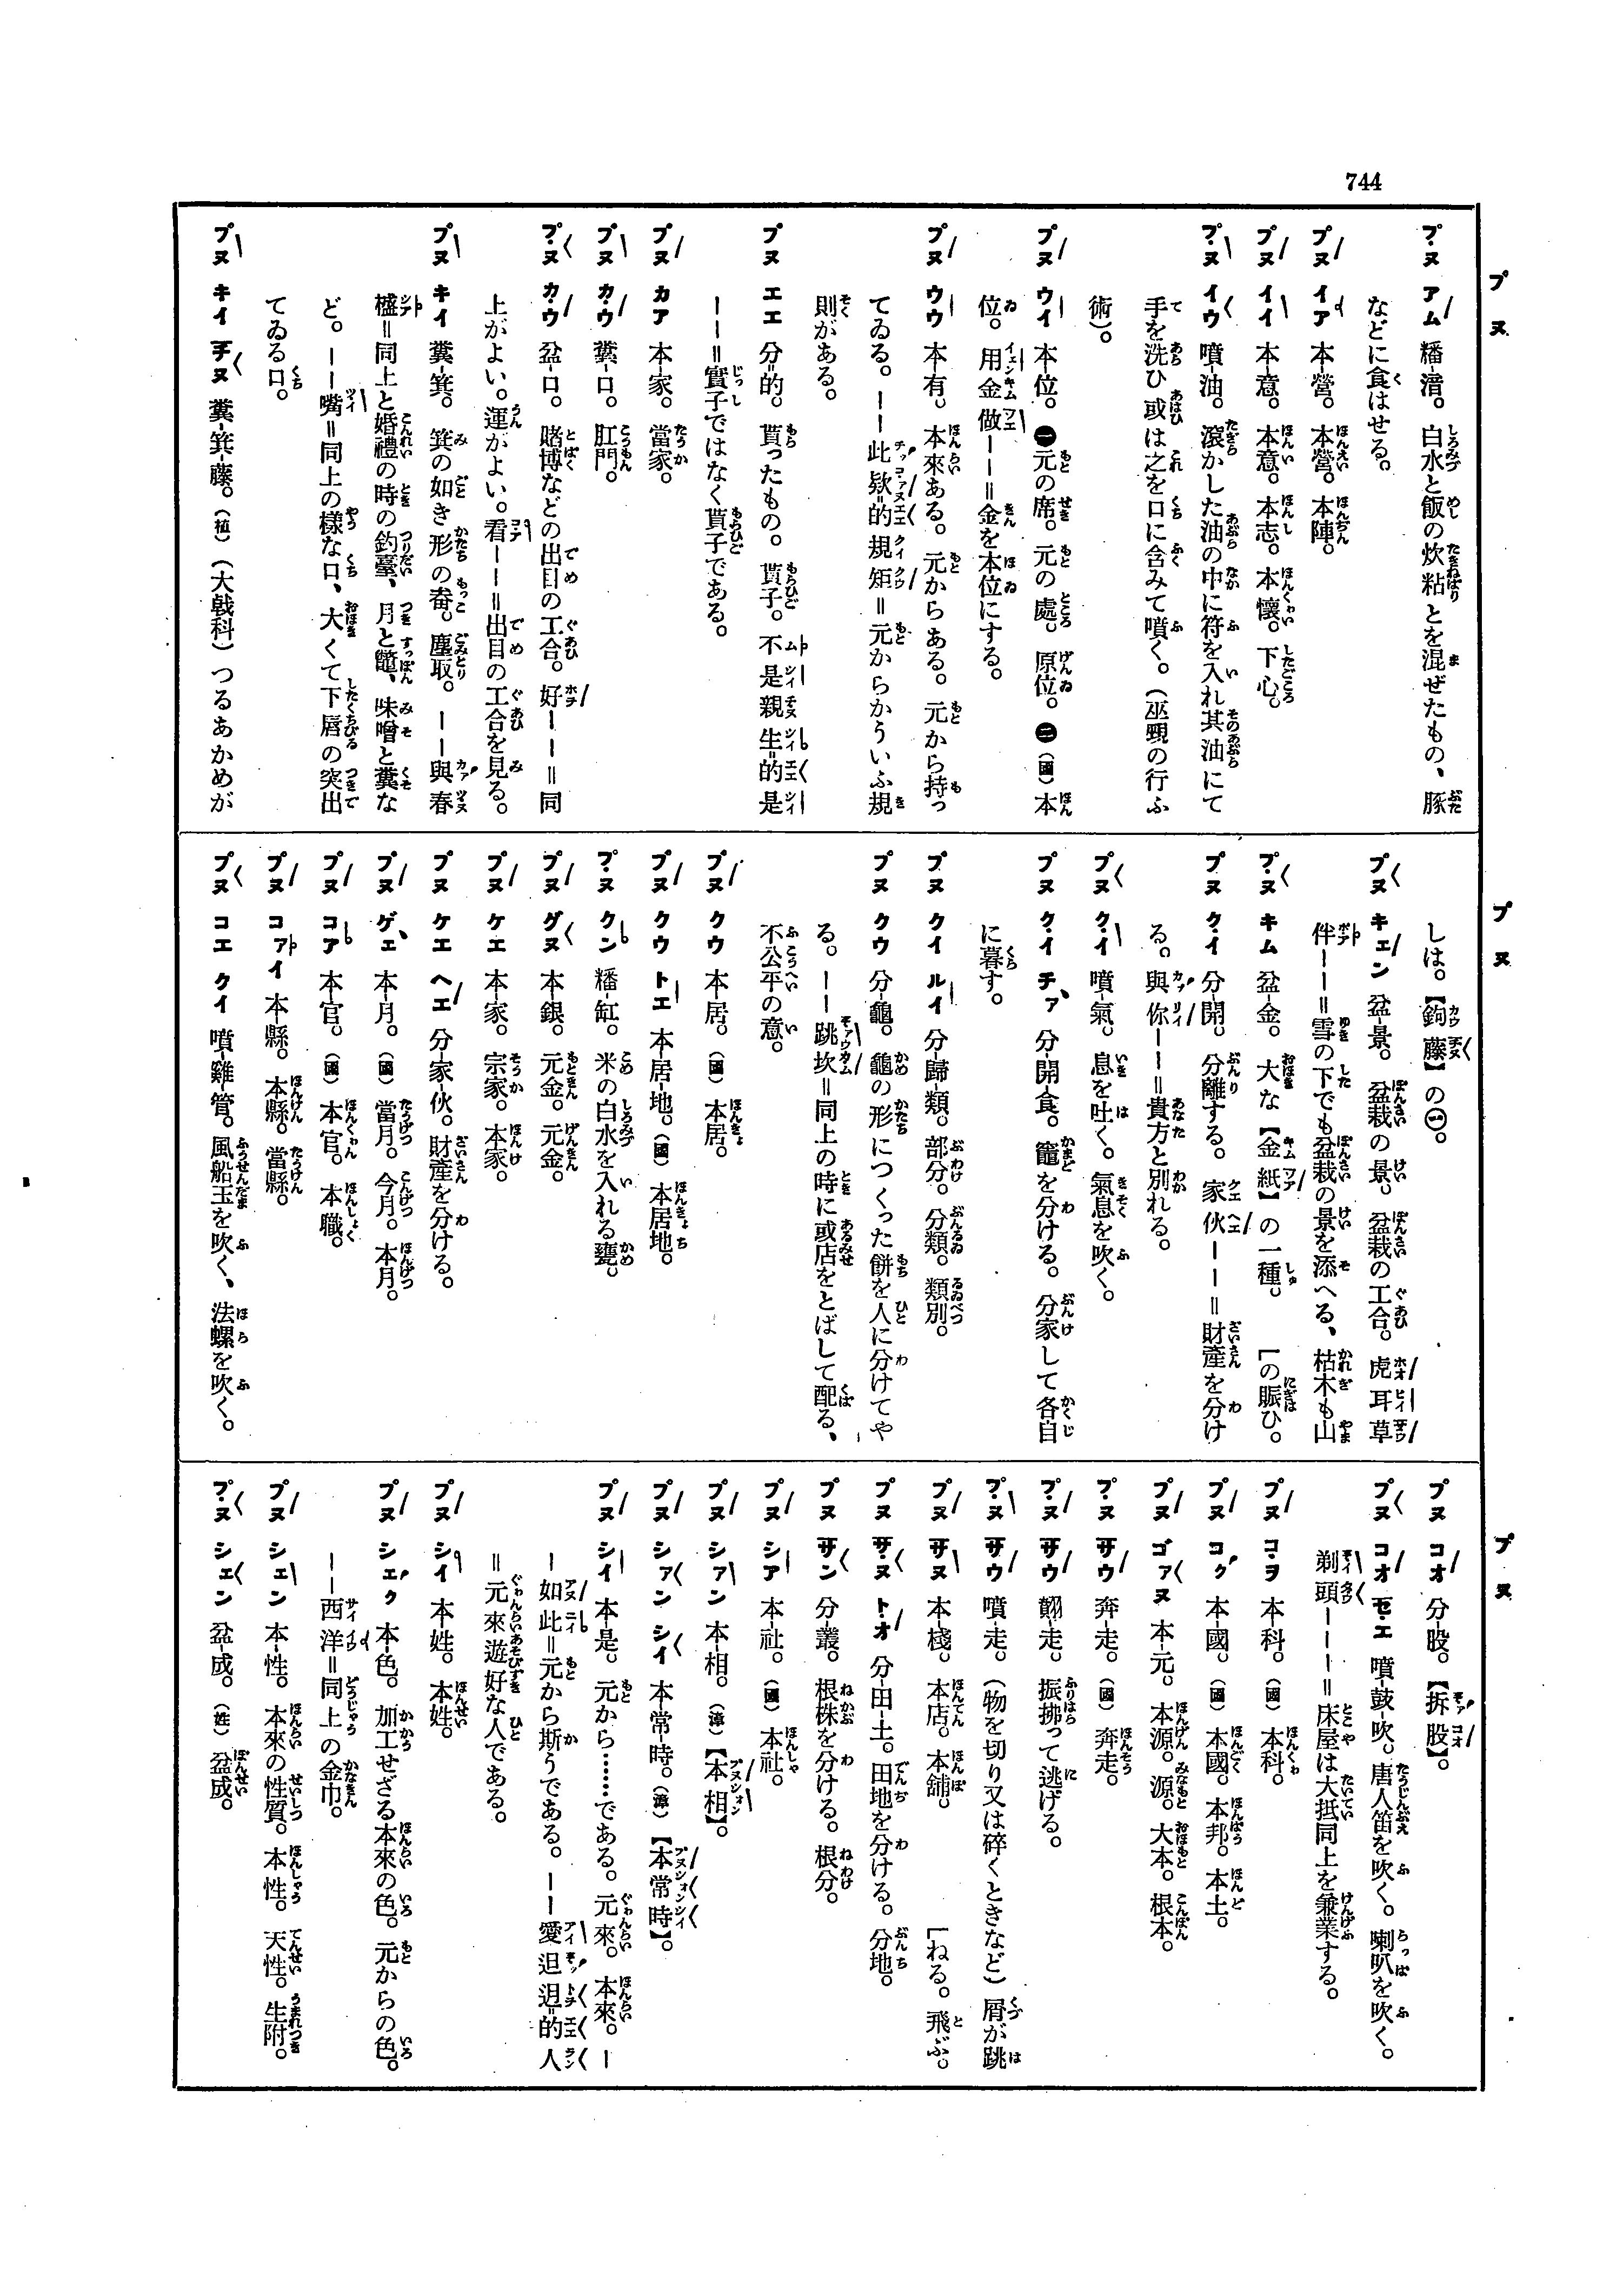 744
プヌ
プヌ アム 糟-潘。白水と飯の炊粘とを混ぜたもの、豚
などに食はせる。
プヌ イア 本-營。本營。本陣。
プヌ イイ 本-意。本意。本志。本懷。下心。
プヌ イウ 噴-油。滾かした油の中に符を入れ其油にて
手を洗ひ或は之を口に含みて噴く。(巫覡の行ふ
術)。
プヌ ウイ 本-位。㊀元の席。元の處。原位。㊁(國)本
位。用金做――=金を本位にする。
プヌ ウウ 本-有。本來ある。元からある。元から持っ
てゐる。――此欵=的規矩=元からかういふ規
則がある。
プヌ エエ 分=的。貰ったもの。貰子。不是親生=的是
――=實子ではなく貰子である。
プヌ カア 本-家。當家。
プヌ カ・ウ 糞-口。肛門。
プヌ カ・ウ 盆-口。賭博などの出目の工合。好――=同
上がよい。運がよい。看――=出目の工合を見る。
プヌ キイ 糞-箕。箕の如き形の畚。塵取。――與春
楹=同上と婚禮の時の釣臺、月と鼈、味噌と糞な
ど。――嘴=同上の樣な口、大くて下唇の突出
てゐる口。
プヌ キイ チヌ 糞-箕-藤。(植)(大戟科)つるあかめが
プヌ
しは。【鉤藤】の㊀。
プヌ キェン 盆-景。盆栽の景。盆栽の工合。虎耳草
伴――=雪の下でも盆栽の景を添へる、枯木も山
プヌ キム 盆-金。大な【金紙】の一種。[の賑ひ。
プヌ ク・イ 分-開。分離する。家伙――=財產を分け
る。與你――=貴方と別れる。
プヌ ク・イ 噴-氣。息を吐く。氣息を吹く。
プヌ ク・イ チァ 分-開-食。竈を分ける。分家して各自
に暮す。
プヌ クイ ルイ 分-歸-類。部分。分類。類別。
プヌ クウ 分-龜。龜の形につくった餅を人に分けてや
る。――跳坎=同上の時に或店をとばして配る、
不公平の意。
プヌ クウ 本-居。(國)本居。
プヌ クウ トエ 本-居-地。(國)本居地。
プヌ クン 糟-缸。米の白水を入れる甕。
プヌ グヌ 本-銀。元金。元金。
プヌ ケエ 本-家。宗家。本家。
プヌ ケエ ヘエ 分-家-伙。財產を分ける。
プヌ ゲェ 本-月。(國)當月。今月。本月。
プヌ コア 本-官。(國)本官。本職。
プヌ コァイ 本-縣。本縣。當縣。
プヌ コエ クイ 噴-雞-管。風船玉を吹く、法螺を吹く。
プヌ
プヌ コオ 分-股。【拆股】。
プヌ コオ セ・エ 噴-鼓-吹。唐人笛を吹く。喇叭を吹く。
剃頭――――=床屋は大抵同上を兼業する。
プヌ コ・ヲ 本-科。(國)本科。
プヌ コク 本-國。(國)本國。本邦。本土。
プヌ ゴァヌ 本-元。本源。源。大本。根本。
プヌ サウ 奔-走。(國)奔走。
プヌ サウ 翸-走。振拂って逃げる。
プヌ サウ 噴-走。(物を切り又は碎くときなど)屑が跳
プヌ サヌ 本-棧。本店。本舖。[ねる。飛ぶ。
プヌ サ・ヌ ト・オ 分-田-土。田地を分ける。分地。
プヌ サン 分-叢。根株を分ける。根分。
プヌ シア 本-社。(國)本社。
プヌ シァン 本-相。(漳)【本相】。
プヌ シァン シイ 本常-時。(漳)【本常時】。
プヌ シイ 本-是。元から……である。元來。本來。―
―如此=元から斯うである。――愛𨑨迌=的人
=元來遊好な人である。
プヌ シイ 本-姓。本姓。
プヌ シェク 本-色。加工せざる本來の色。元からの色。
――西洋=同上の金巾。
プヌ シェン 本-性。本來の性質。本性。天性。生附。
プヌ シェン 盆-成。(姓)盆成。